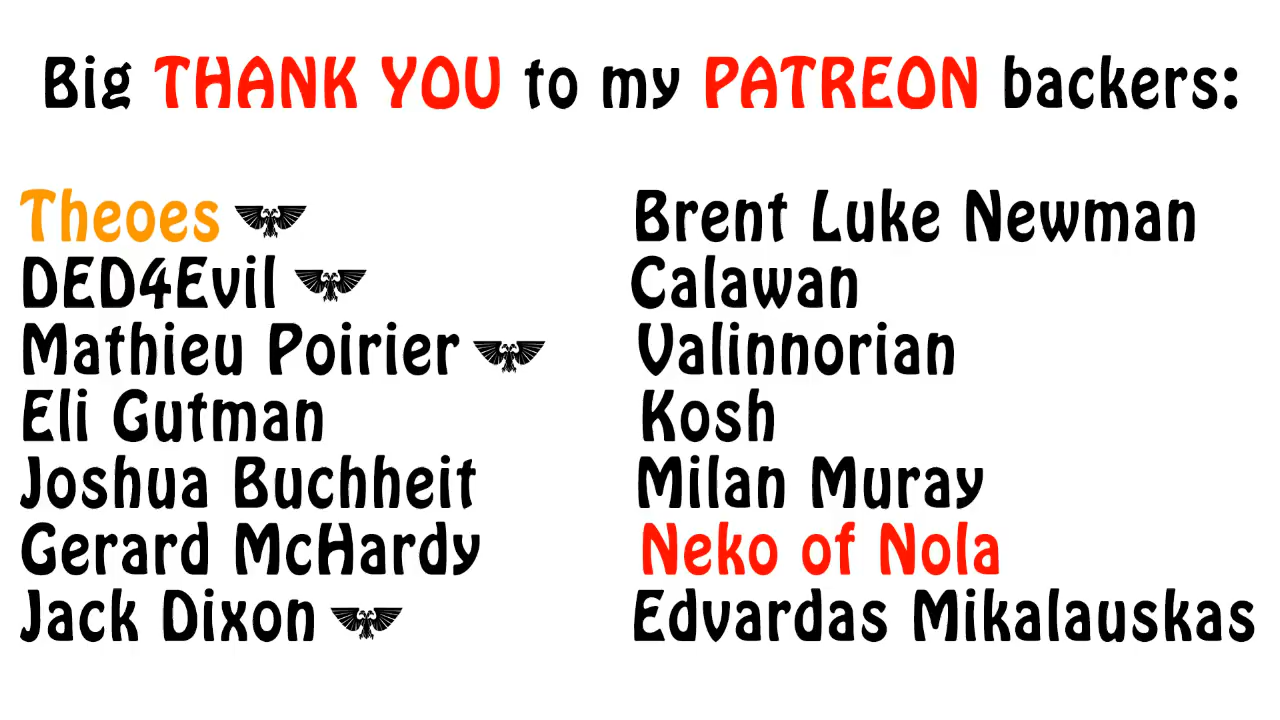 Big THANK YOU to my PATREON backers:
Theoes
DED4Evil
Mathieu Poirier
Eli Gutman
Joshua Buchheit
Gerard McHardy
Jack Dixon
Brent Luke Newman
Calawan
Valinnorian
Kosh
Milan Muray
Neko of Nola
Edvardas Mikalauskas